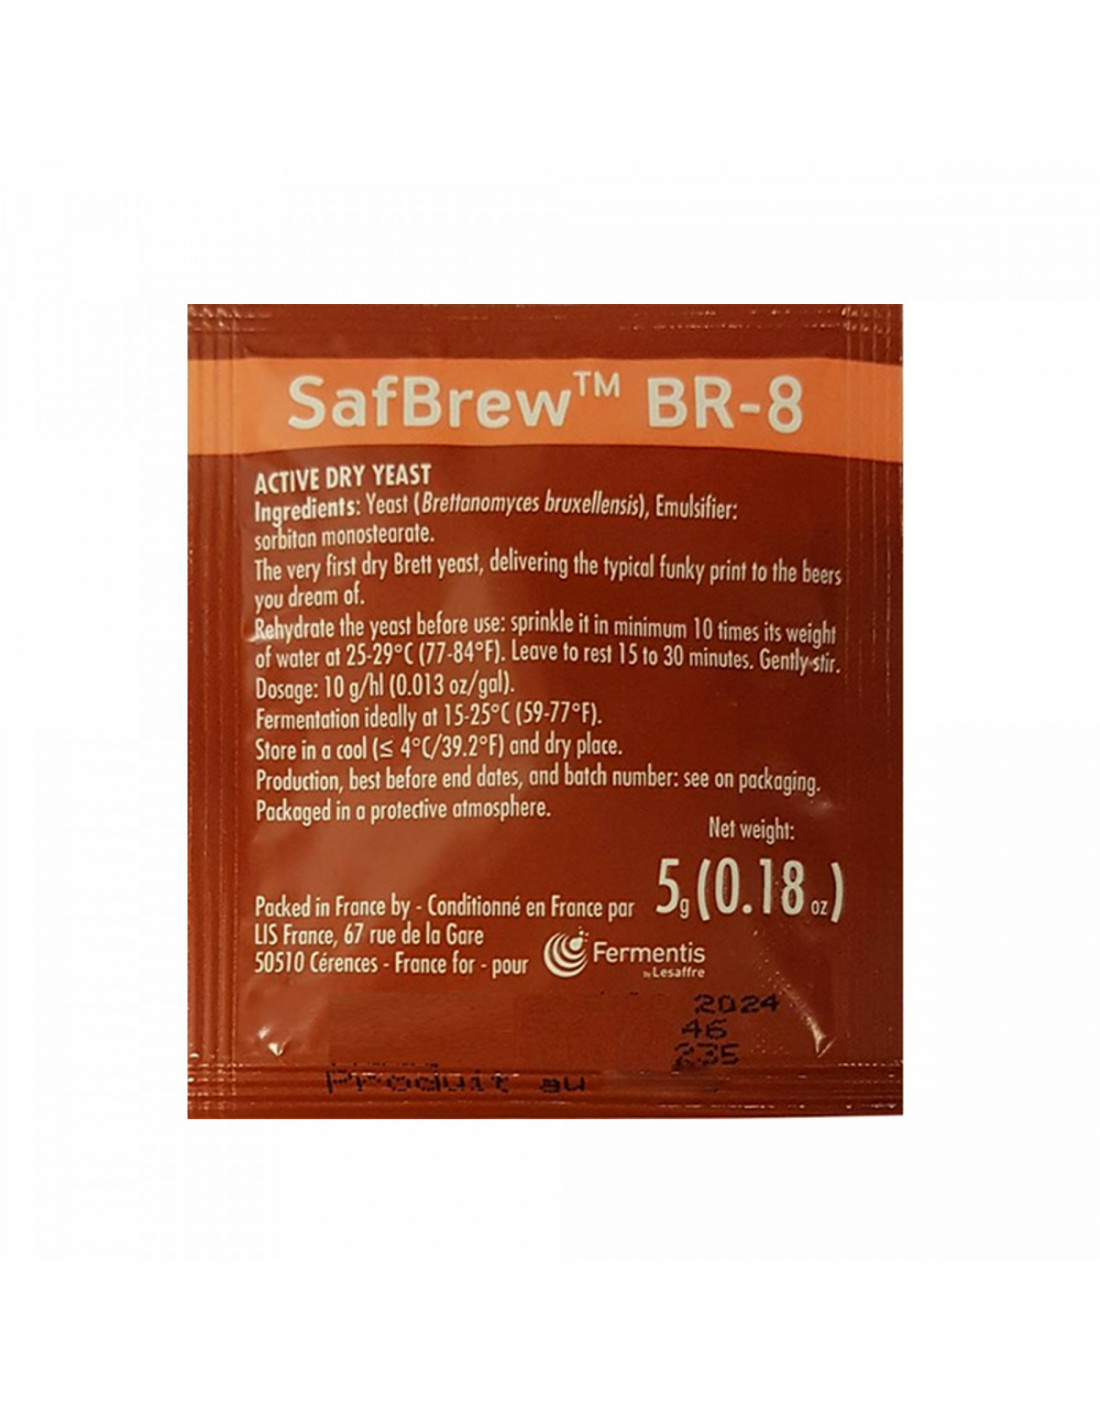 SafBrew™ BR-8
ACTIVE DRY YEAST
Ingredients: Yeast (Brettanomyces bruxellensis), Emulsifier:
sorbitan monostearate.
The very first dry Brett yeast, delivering the typical funky print to the beers
you dream of.
Rehydrate the yeast before use: sprinkle it in minimum 10 times its weight
of water at 25-29°C (77-84°F). Leave to rest 15 to 30 minutes. Gently stir.
Dosage: 10 g/hl (0.013 oz/gal).
Fermentation ideally at 15-25°C (59-77°F).
Store in a cool (≤ 4°C/39.2°F) and dry place.
Production, best before end dates, and batch number: see on packaging.
Packaged in a protective atmosphere.
Net weight:
5g (0.18 oz)
Packed in France by - Conditionné en France par
LIS France, 67 rue de la Gare
50510 Cérences - France for - pour
Fermentis
by Lesaffre
2024
46
235
Produit au